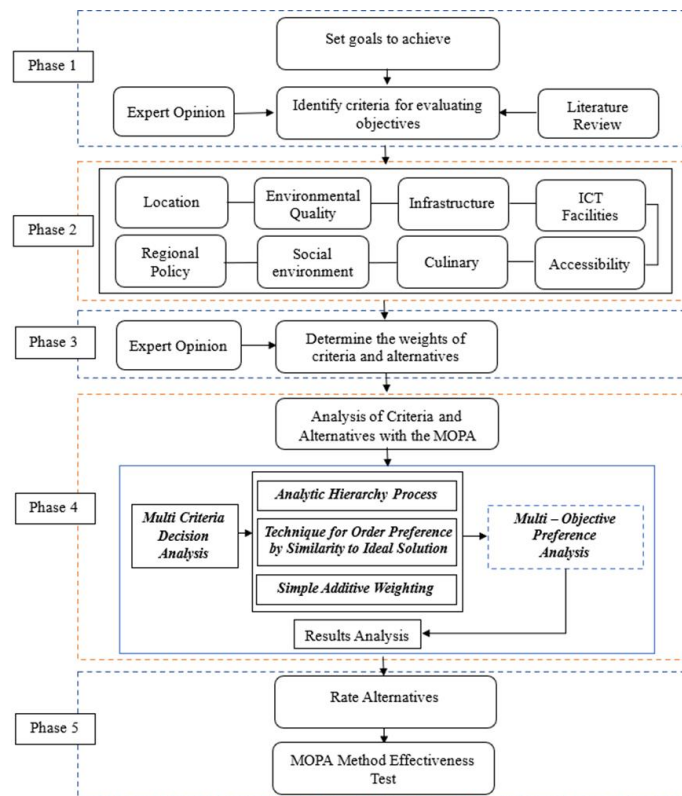 Phase 1
Set goals to achieve
Expert Opinion
Identify criteria for evaluating
objectives
Literature
Review
Phase 2
Location
Environmental
Quality
Infrastructure
ICT
Facilities
Regional
Policy
Social
environment
Culinary
Accessibility
Phase 3
Expert Opinion
Determine the weights of
criteria and alternatives
Phase 4
Analysis of Criteria and
Alternatives with the MOPA
Multi Criteria
Decision
Analysis
Analytic Hierarchy Process
Technique for Order Preference
by Similarity to Ideal Solution
Simple Additive Weighting
Multi – Objective
Preference
Analysis
Results Analysis
Phase 5
Rate Alternatives
MOPA Method Effectiveness
Test